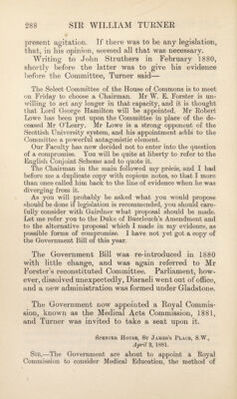 288 SIR WILLIAM TURNER
present agitation. If there was to be any legislation,
that, in his opinion, seemed all that was necessary.
Writing to John Struthers in February 1880,
shortly before the latter was to give his evidence
before the Committee, Turner said—
The Select Committee of the House of Commons is to meet
on Friday to choose a Chairman. Mr W. E. Forster is un-
willing to act longer in that capacity, and it is thought
that Lord George Hamilton will be appointed. Mr Robert
Lowe has been put upon the Committee in place of the de-
ceased Mr O'Leary. Mr Lowe is a strong opponent of the
Scottish University system, and his appointment adds to the
Committee a powerful antagonistic element.
Our Faculty has now decided not to enter into the question
of a compromise. You will be quite at liberty to refer to the
English Conjoint Scheme and to quote it.
The Chairman in the main followed my précis, and I had
before me a duplicate copy with copious notes, so that I more
than once called him back to the line of evidence when he was
diverging from it.
As you will probably be asked what you would propose
should be done if legislation is recommended, you should care-
fully consider with Gairdner what proposal should be made.
Let me refer you to the Duke of Buccleuch's Amendment and
to the alternative proposal which I made in my evidence, as
possible forms of compromise. I have not yet got a copy of
the Government Bill of this year.
The Government Bill was re-introduced in 1880
with little change, and was again referred to Mr
Forster's reconstituted Committee. Parliament, how-
ever, dissolved unexpectedly, Disraeli went out of office,
and a new administration was formed under Gladstone.
The Government now appointed a Royal Commis-
sion, known as the Medical Acts Commission, 1881,
and Turner was invited to take a seat upon it.
SPENCER HOUSE, ST JAMES'S PLACE, S.W.,
April 2, 1881.
SIR,—The Government are about to appoint a Royal
Commission to consider Medical Education, the method of